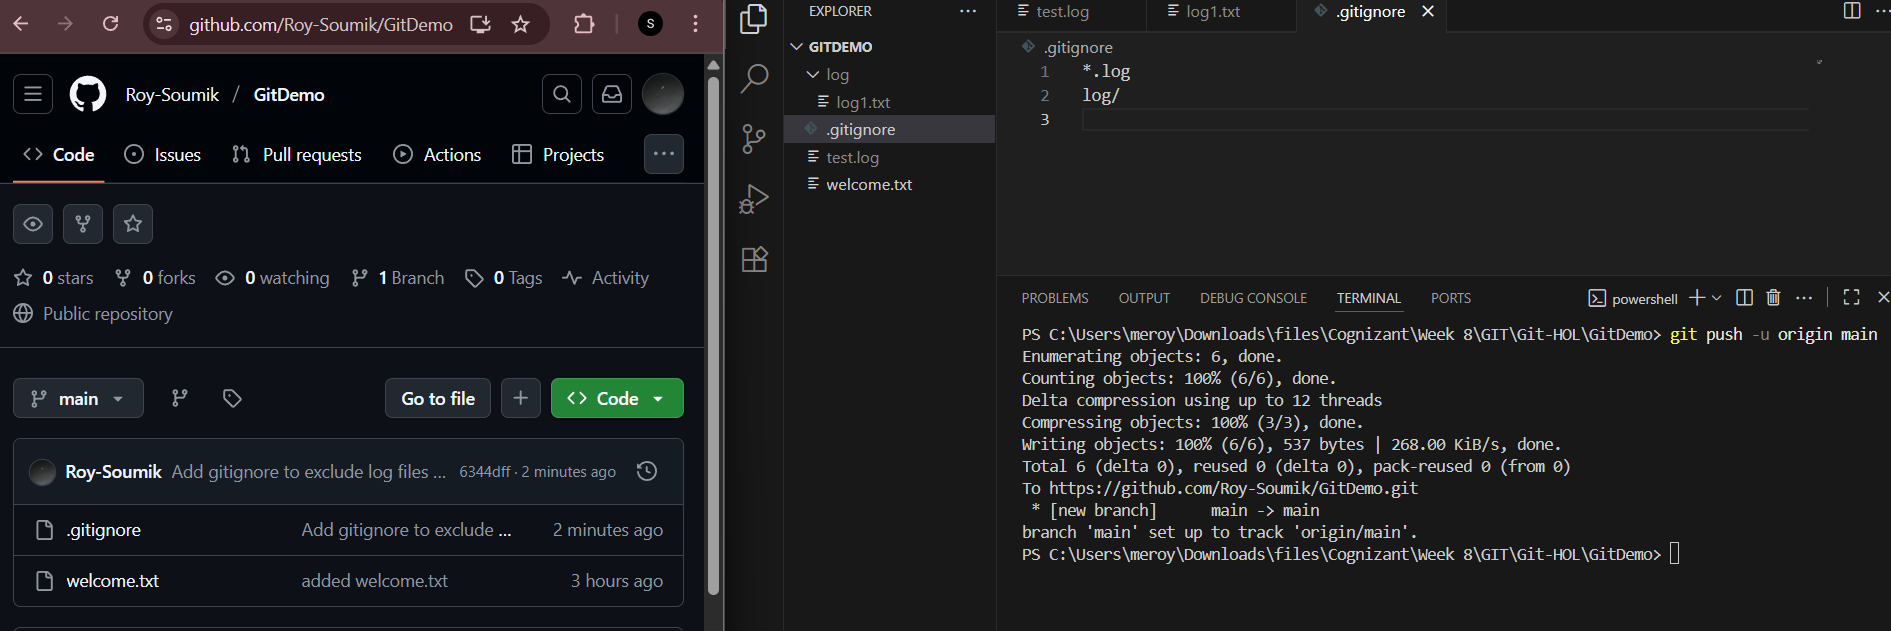 github.com/Roy-Soumik/GitDemo
S
Roy-Soumik / GitDemo
Code
Issues
Pull requests
Actions
Projects
0 stars
0 forks
0 watching
1 Branch
0 Tags
Activity
Public repository
main
Go to file
Code
Roy-Soumik Add gitignore to exclude log files ... 6344dff · 2 minutes ago
.gitignore Add gitignore to exclude ... 2 minutes ago
welcome.txt added welcome.txt 3 hours ago
EXPLORER
GITDEMO
log
log1.txt
.gitignore
test.log
welcome.txt
test.log
log1.txt
.gitignore
.gitignore
1 *.log
2 log/
3
PROBLEMS OUTPUT DEBUG CONSOLE TERMINAL PORTS
powershell
PS C:\Users\meroy\Downloads\files\Cognizant\Week 8\GIT\Git-HOL\GitDemo> git push -u origin main
Enumerating objects: 6, done.
Counting objects: 100% (6/6), done.
Delta compression using up to 12 threads
Compressing objects: 100% (3/3), done.
Writing objects: 100% (6/6), 537 bytes | 268.00 KiB/s, done.
Total 6 (delta 0), reused 0 (delta 0), pack-reused 0 (from 0)
To https://github.com/Roy-Soumik/GitDemo.git
* [new branch] main -> main
branch 'main' set up to track 'origin/main'.
PS C:\Users\meroy\Downloads\files\Cognizant\Week 8\GIT\Git-HOL\GitDemo>